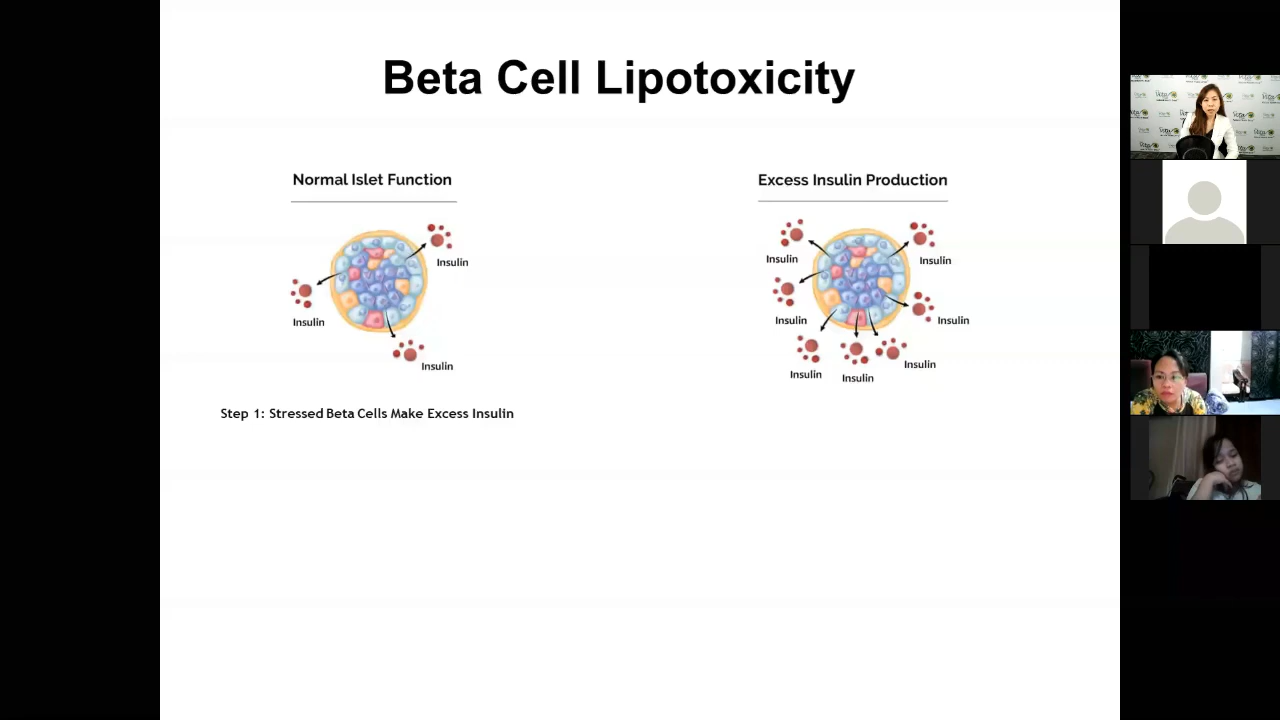 Beta Cell Lipotoxicity
Normal Islet Function
Insulin
Insulin
Insulin
Excess Insulin Production
Insulin
Insulin
Insulin
Insulin
Insulin
Insulin
Insulin
Step 1: Stressed Beta Cells Make Excess Insulin